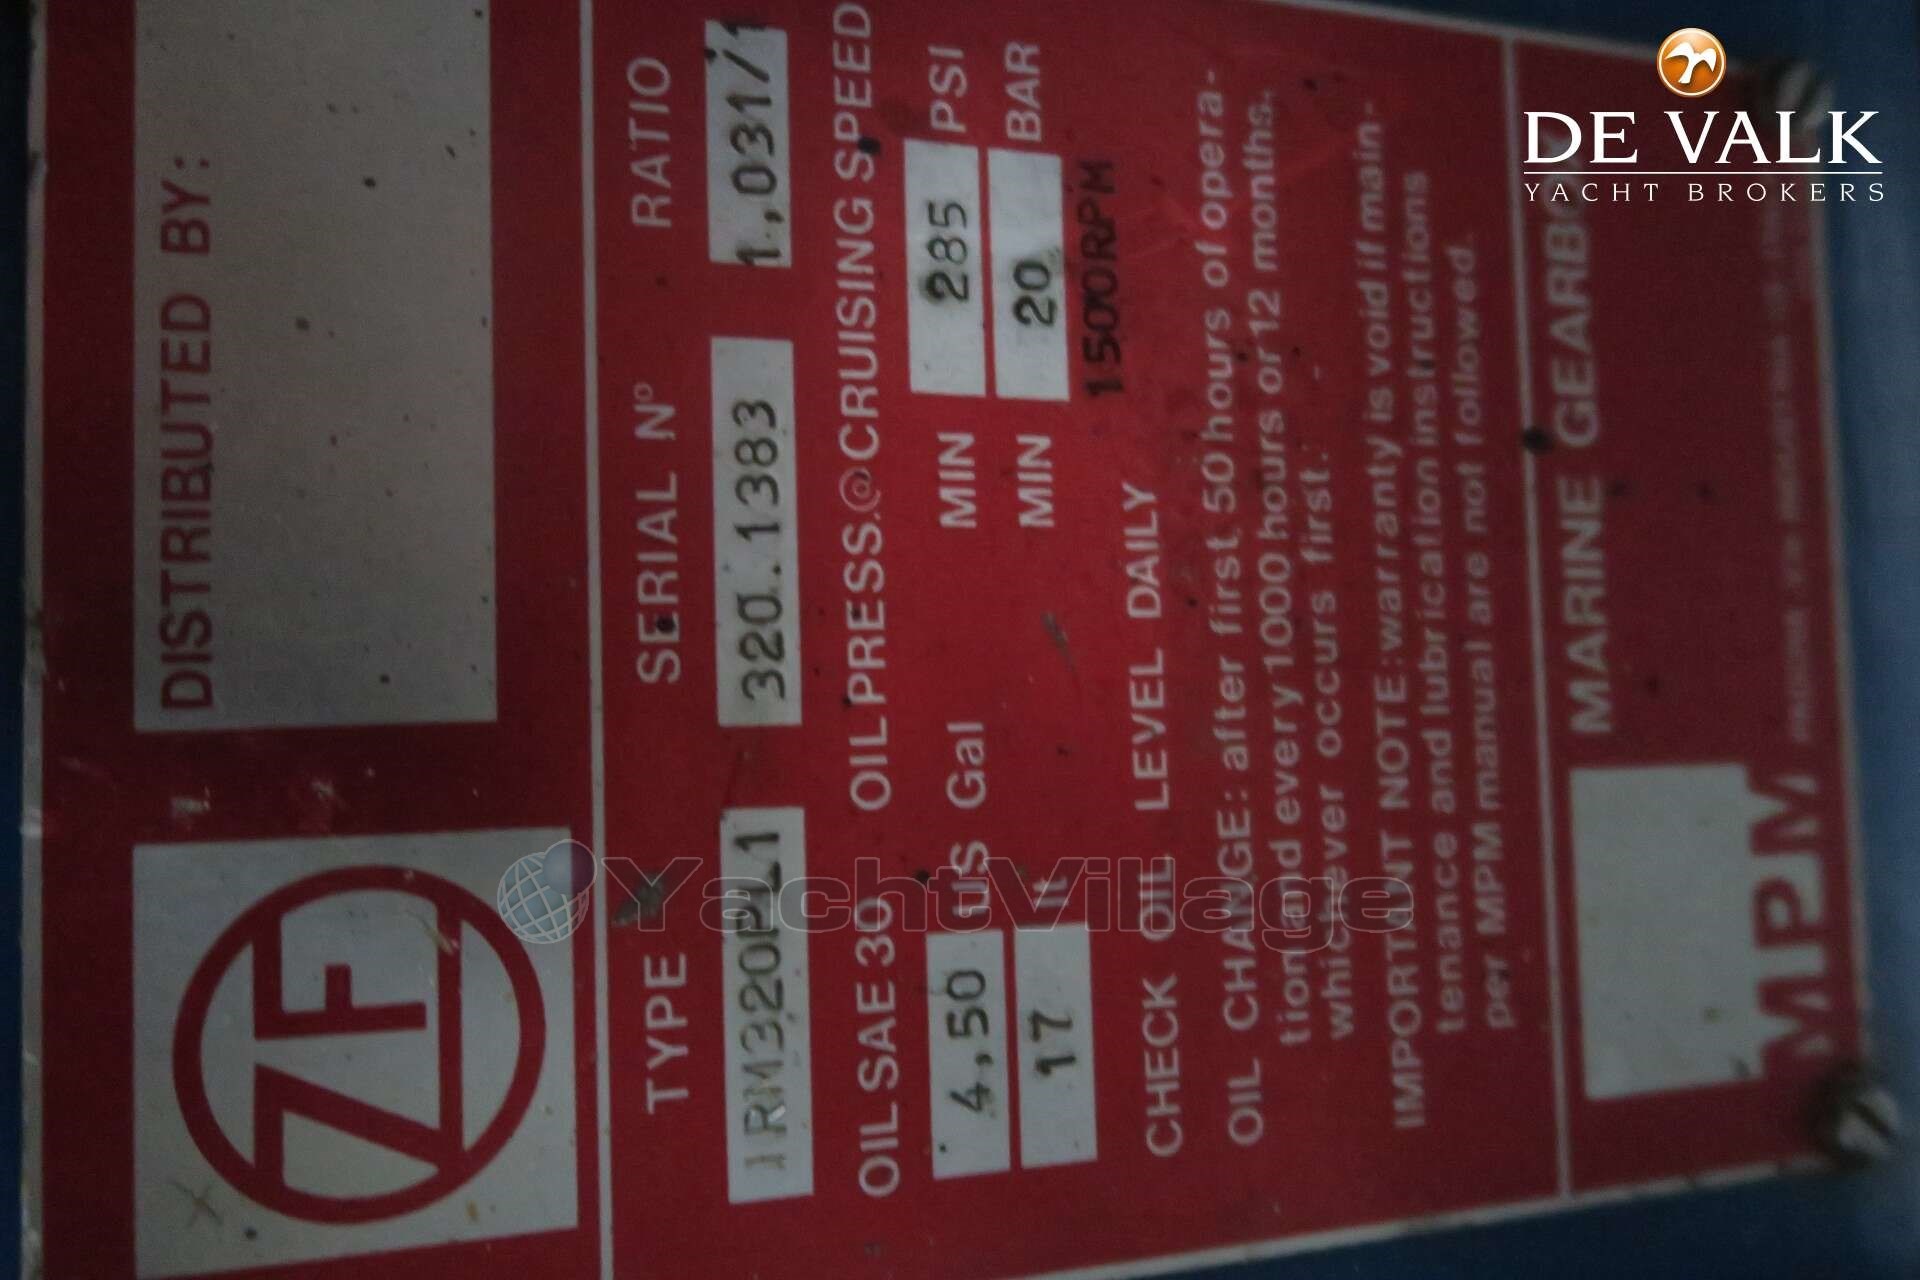 ZF
DISTRIBUTED BY:
TYPE SERIAL Nº RATIO
IRM320PL1 320..1383 1,031/1
OIL SAE 30 OIL PRESS.@CRUISING SPEED
4,50 US Gal MIN 285 PSI
17 lt MIN 20 BAR
1500RPM
CHECK OIL LEVEL DAILY
OIL CHANGE: after first 50 hours of opera-
tion and every 1000 hours or 12 months.
whichever occurs first.
IMPORTANT NOTE: warranty is void if main-
tenance and lubrication instructions
per MPM manual are not followed.
MPM MARINE GEARBO
DE VALK
YACHT BROKERS
YachtVillage